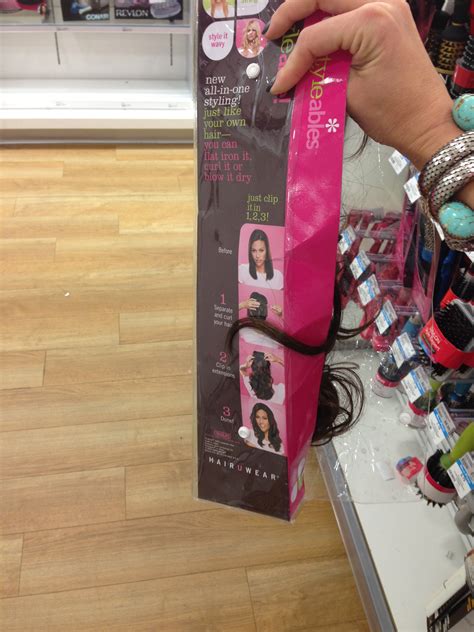 CONAIR
REVLON
style it
wavy
new
all-in-one
styling!
just like
your own
hair—
you can
flat iron it,
curl it or
blow it dry
styleables
just clip
it in
1,2,3!
Before
1
Separate
and curl
your hair
2
Clip in
extensions
3
Done!
HAIRUWEAR